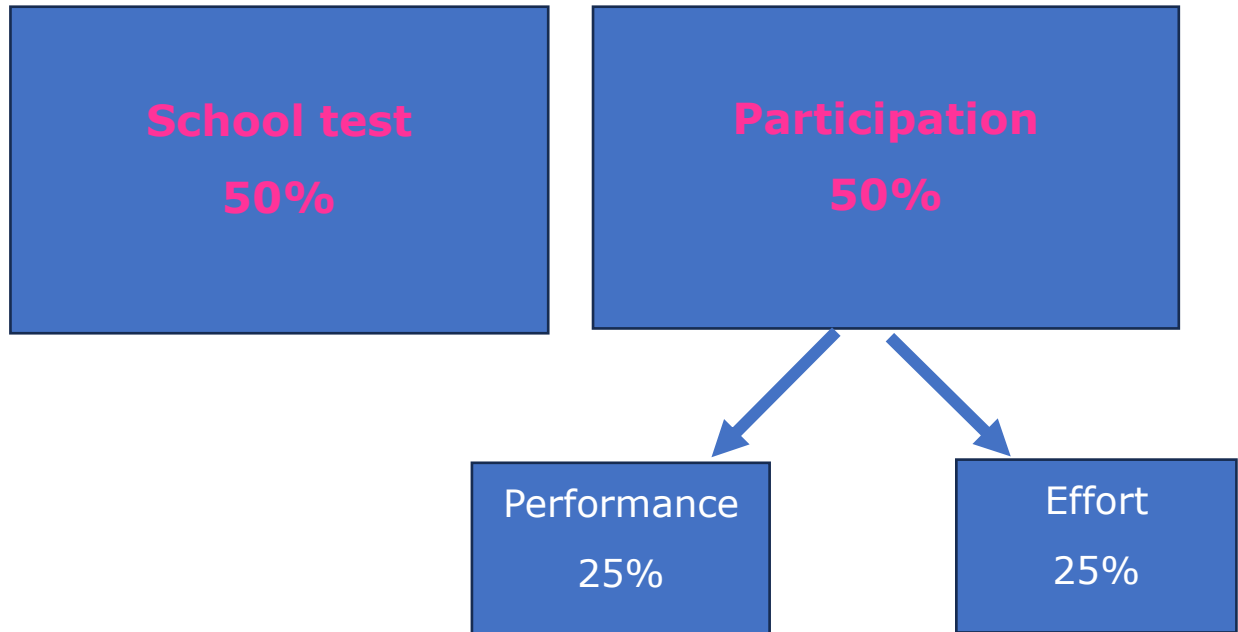 School test
50%
Participation
50%
Performance
25%
Effort
25%